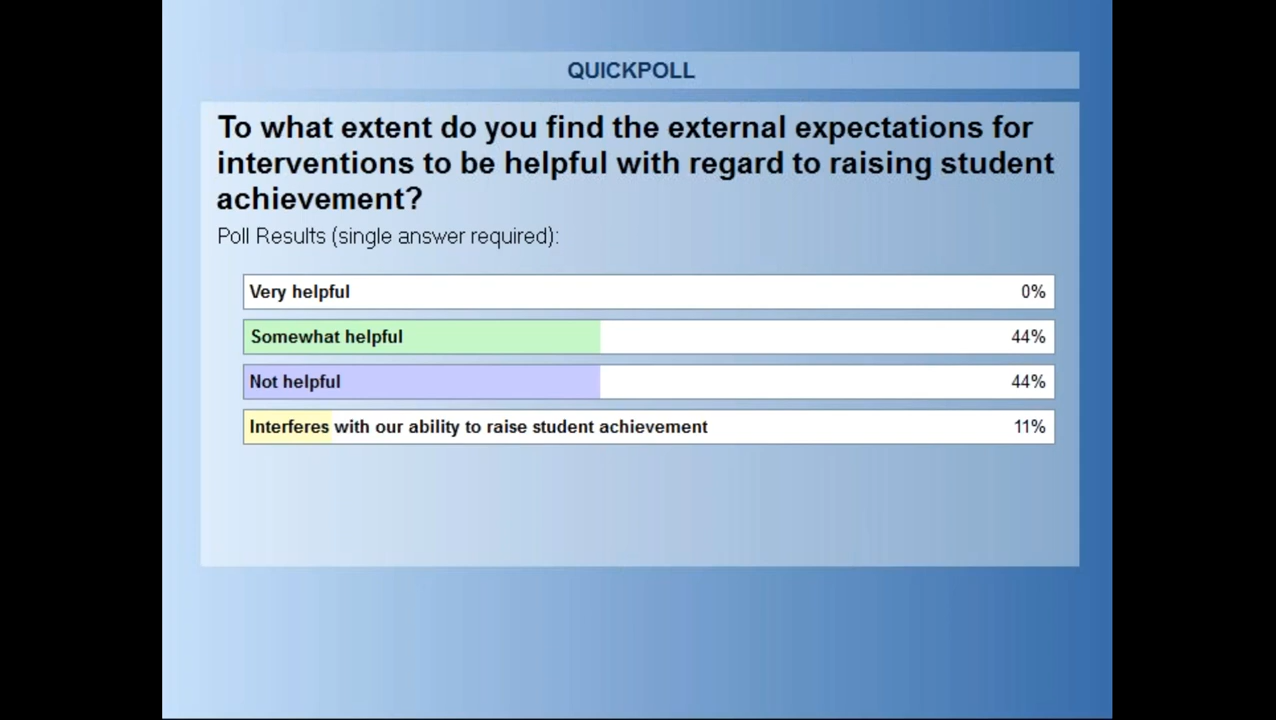 QUICKPOLL
To what extent do you find the external expectations for
interventions to be helpful with regard to raising student
achievement?
Poll Results (single answer required):
Very helpful 0%
Somewhat helpful 44%
Not helpful 44%
Interferes with our ability to raise student achievement 11%